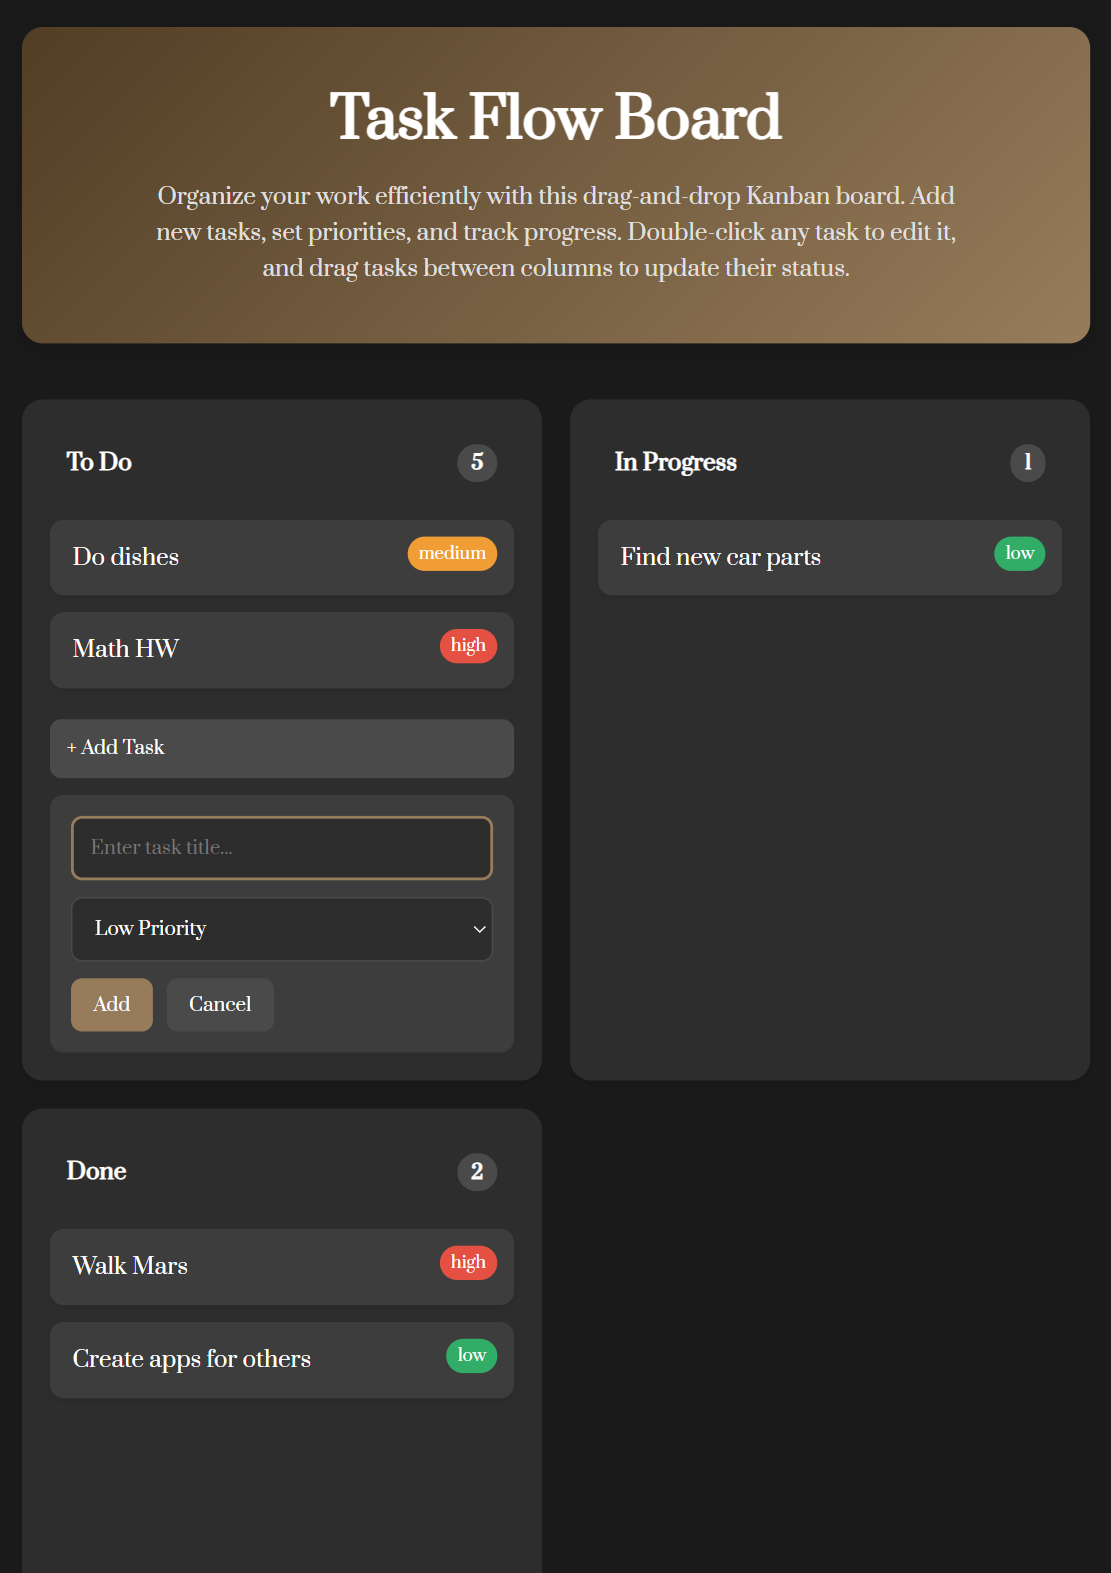 Task Flow Board
Organize your work efficiently with this drag-and-drop Kanban board. Add
new tasks, set priorities, and track progress. Double-click any task to edit it,
and drag tasks between columns to update their status.
To Do
5
Do dishes
medium
Math HW
high
+ Add Task
Enter task title...
Low Priority
Add
Cancel
In Progress
1
Find new car parts
low
Done
2
Walk Mars
high
Create apps for others
low